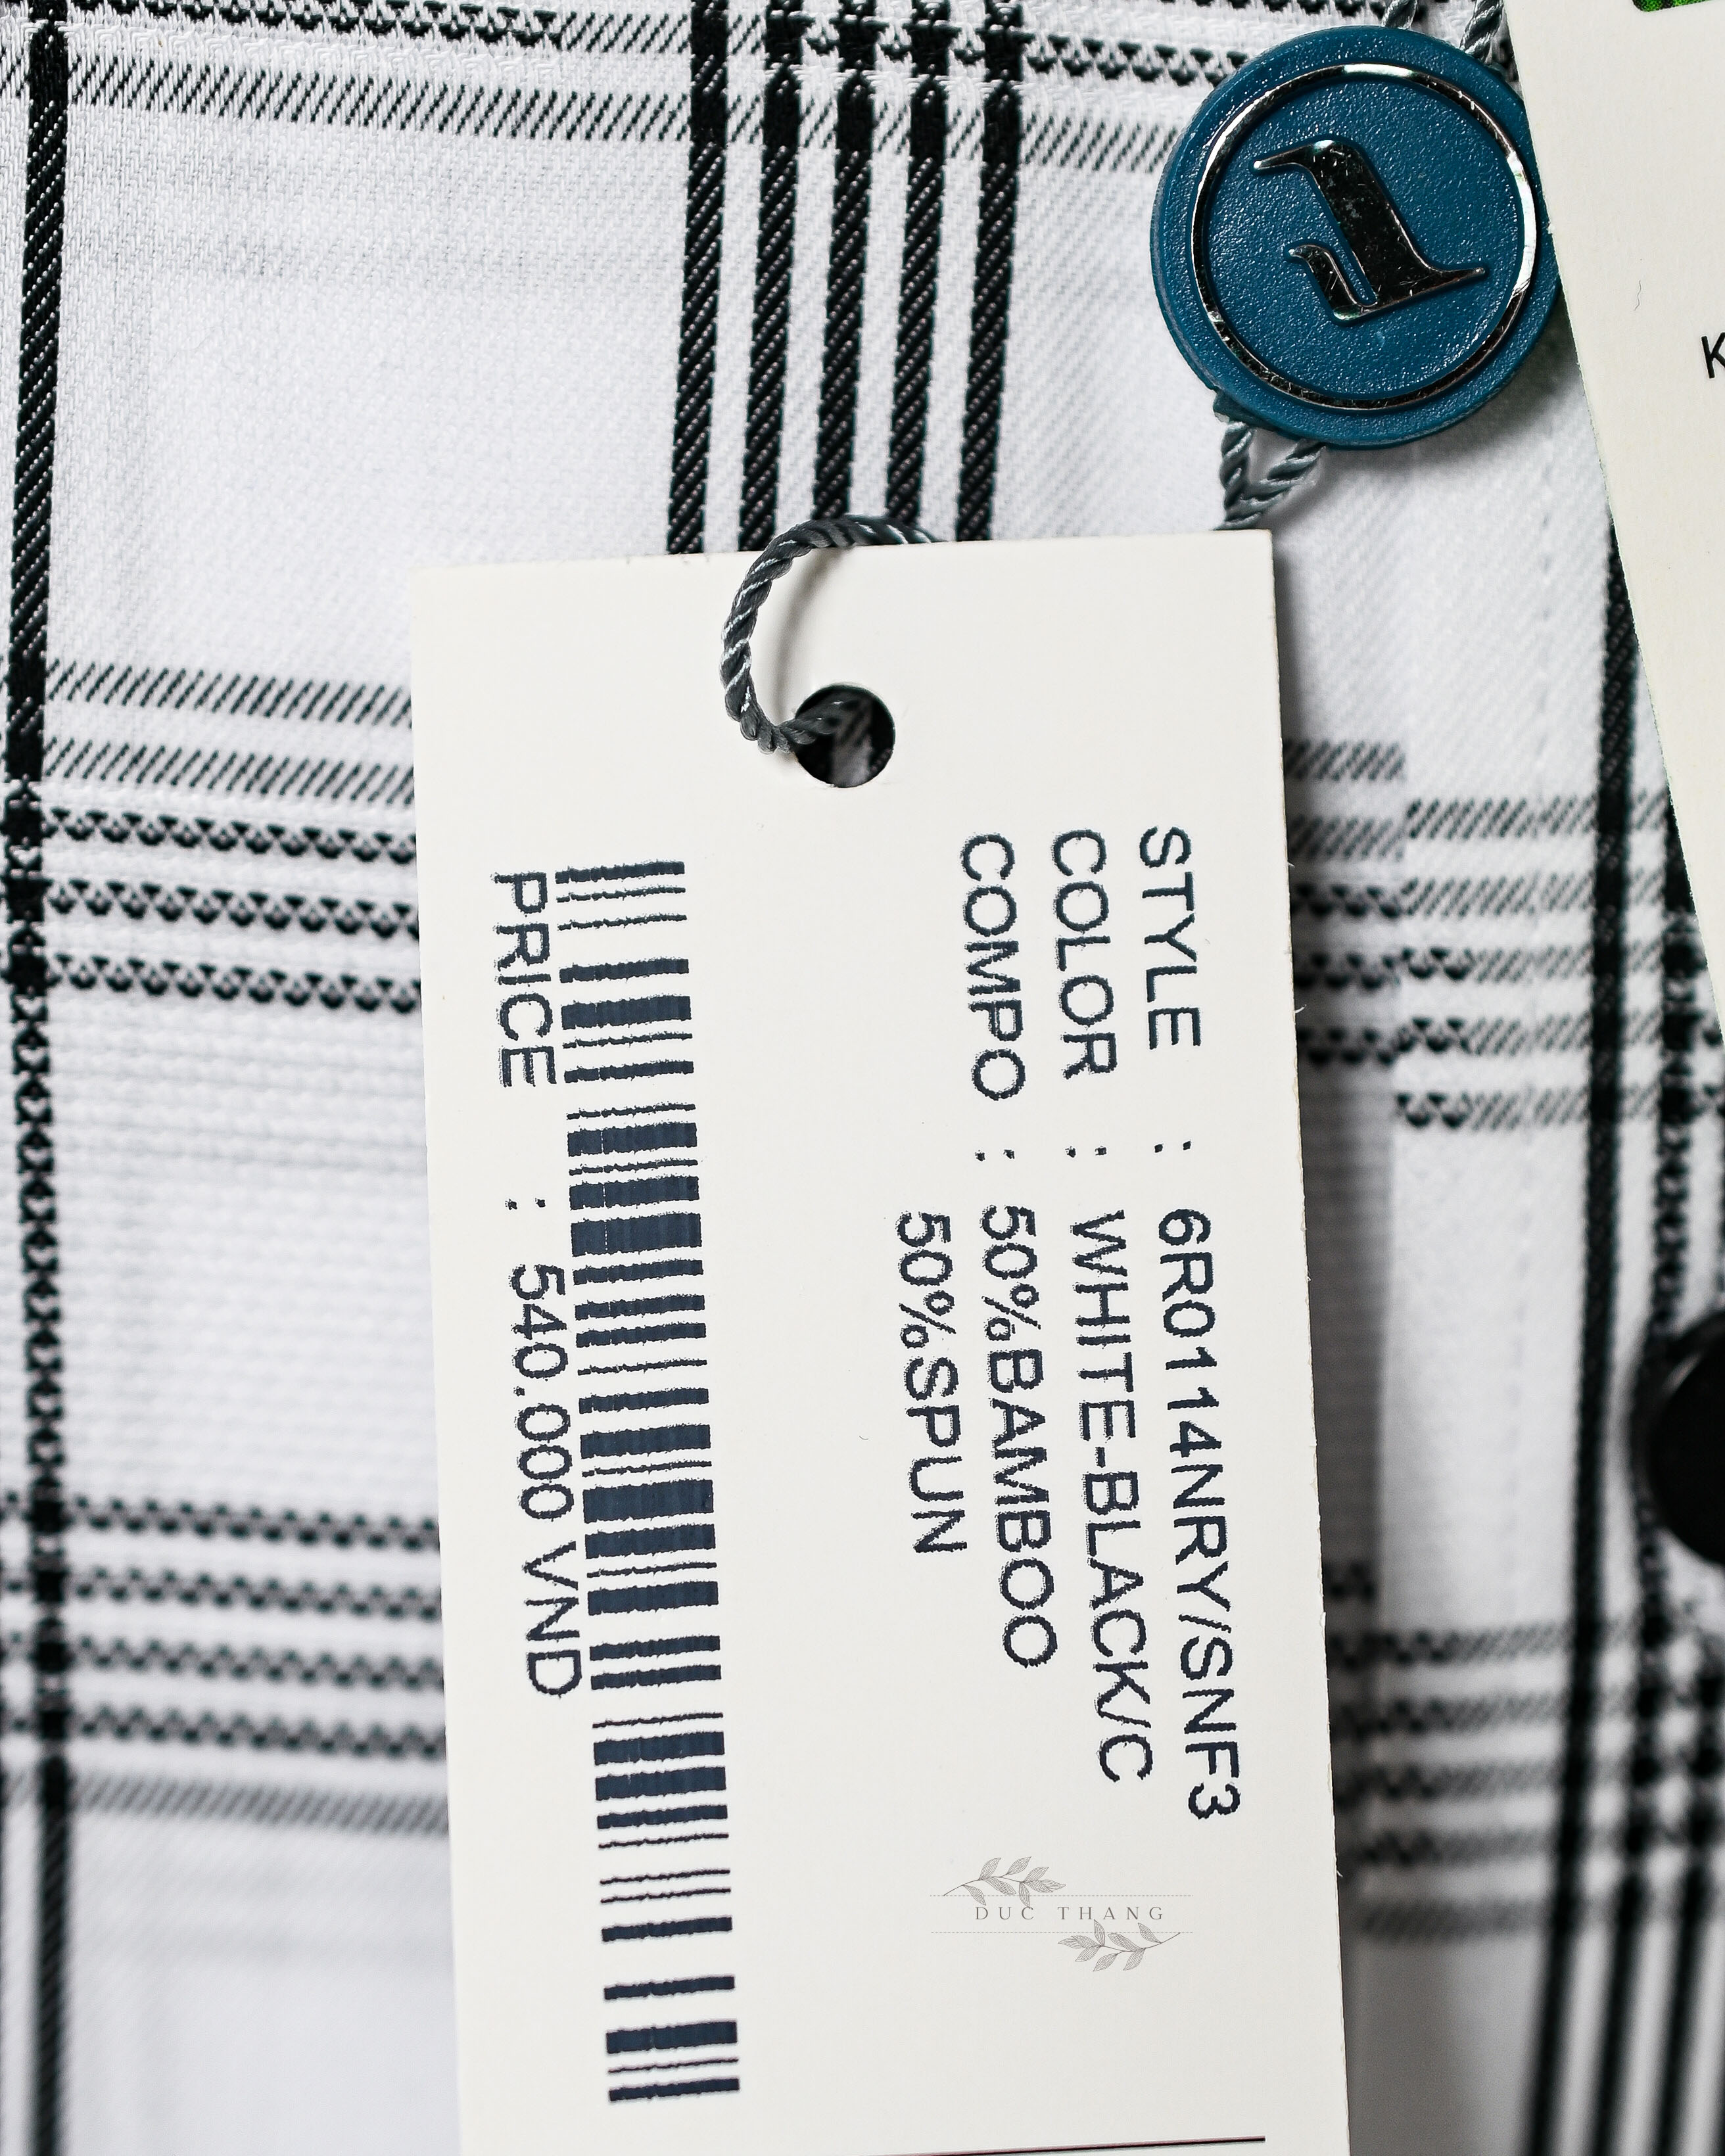 STYLE : 6R0114NRY/SNF3
COLOR : WHITE-BLACK/C
COMPO : 50%BAMBOO
50%SPUN
PRICE : 540.000 VND
DUC THANG
K